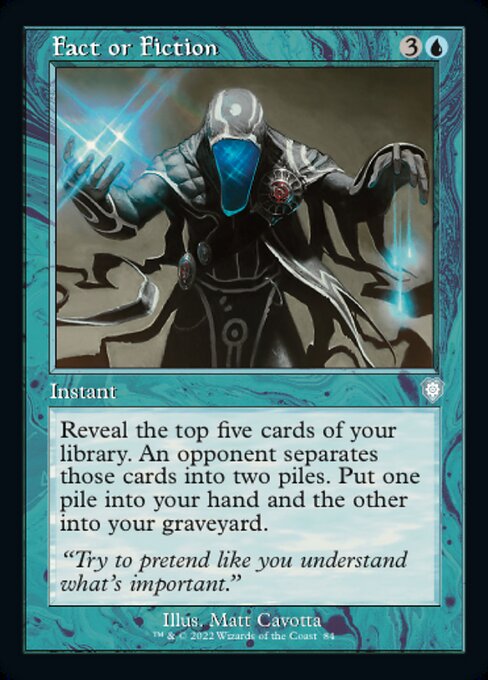 Fact or Fiction 3
Instant
Reveal the top five cards of your
library. An opponent separates
those cards into two piles. Put one
pile into your hand and the other
into your graveyard.
“Try to pretend like you understand
what’s important.”
Illus. Matt Cavotta
™ & © 2022 Wizards of the Coast 84